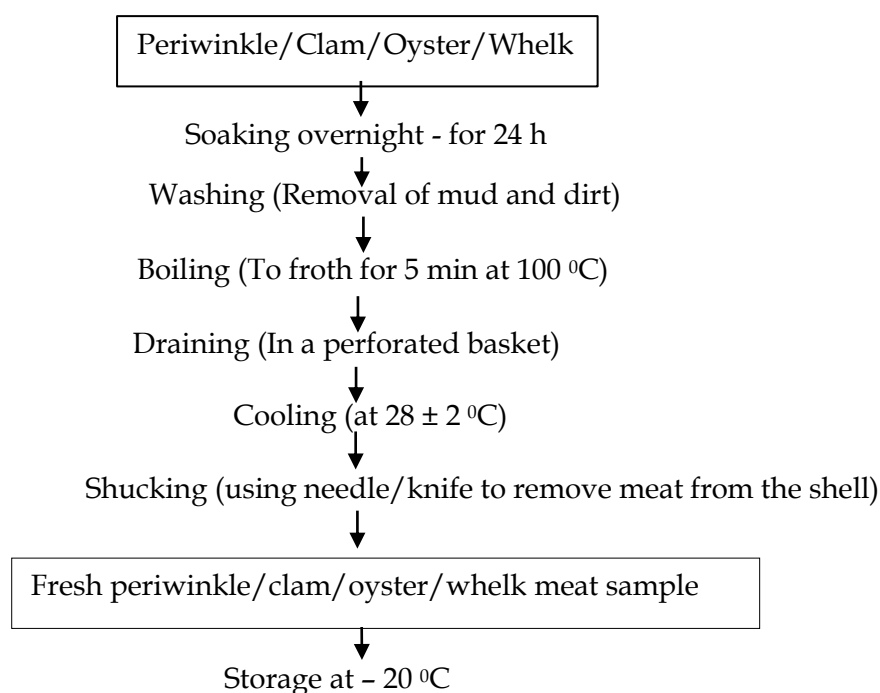 Periwinkle/Clam/Oyster/Whelk
Soaking overnight - for 24 h
Washing (Removal of mud and dirt)
Boiling (To froth for 5 min at 100 ⁰C)
Draining (In a perforated basket)
Cooling (at 28 ± 2 ⁰C)
Shucking (using needle/knife to remove meat from the shell)
Fresh periwinkle/clam/oyster/whelk meat sample
Storage at – 20 ⁰C